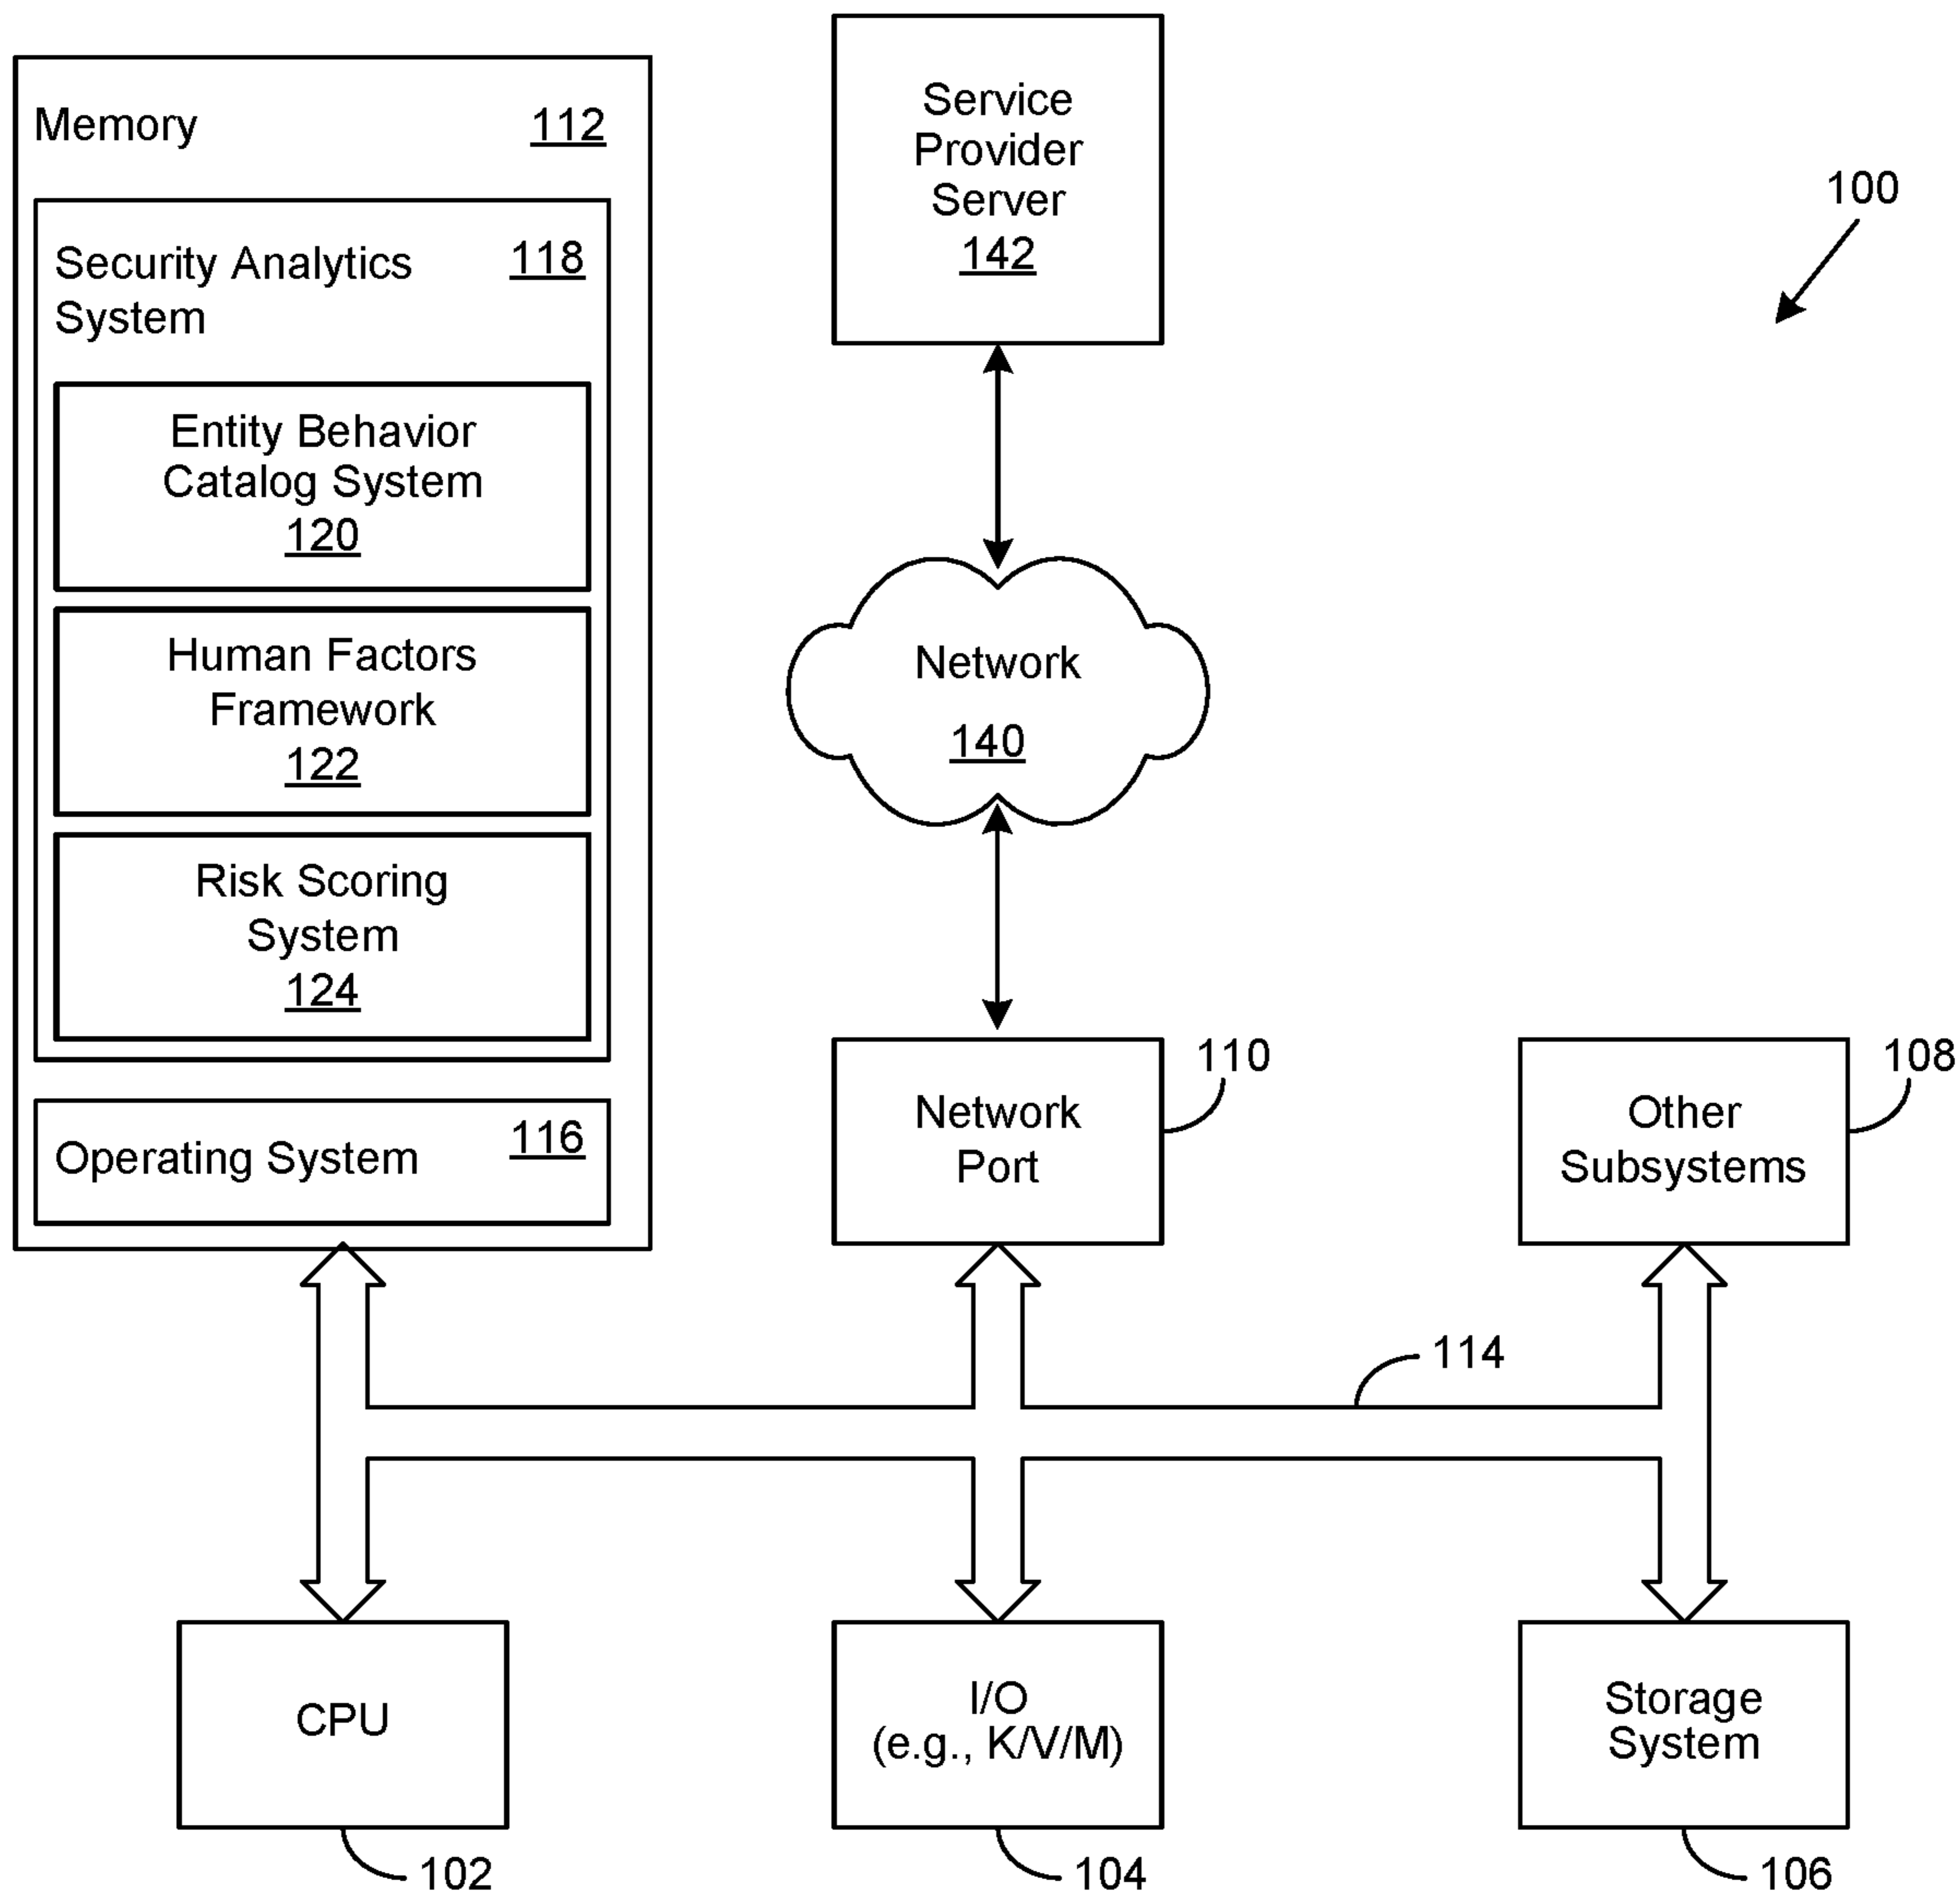 Memory 112
Security Analytics 118
System
Entity Behavior
Catalog System
120
Human Factors
Framework
122
Risk Scoring
System
124
Operating System 116
Service
Provider
Server
142
100
Network
140
Network
Port
110
Other
Subsystems
108
114
CPU
102
I/O
(e.g., K/V/M)
104
Storage
System
106